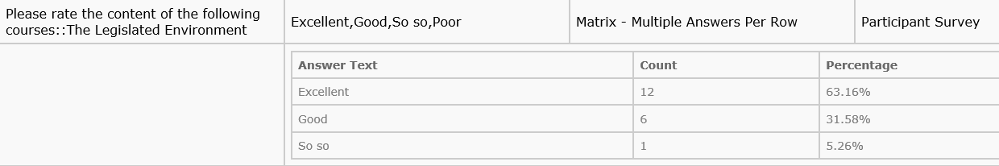 Please rate the content of the following
courses::The Legislated Environment
Excellent,Good,So so,Poor
Matrix - Multiple Answers Per Row
Participant Survey
Answer Text Count Percentage
Excellent 12 63.16%
Good 6 31.58%
So so 1 5.26%